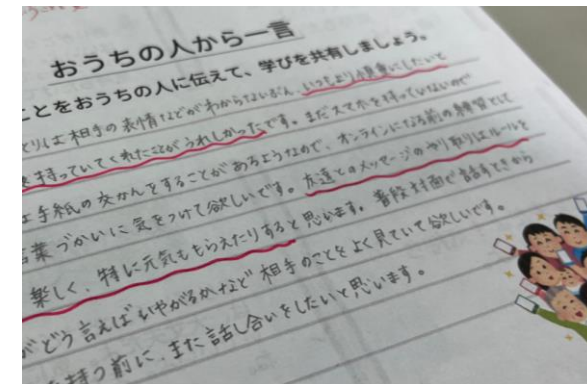 おうちの人から一言
ことをおうちの人に伝えて、学びを共有しましょう。
とりは相手の表情などがわからないぶん、いつもより慎重にしたいと
を持っていてくれたことがうれしかったです。まだスマホを持っていないので
は手紙の交かんをすることがあるようなので、オンラインになる前の練習として
言葉づかいに気をつけて欲しいです。友達とのメッセージのやり取りはルールを
楽しく、特に元気をもらえたりすると思います。普段対面で話すときから
がどう言えばいやがるかなど相手のことをよく見ていて欲しいです。
持つ前に、また話し合いをしたいと思います。